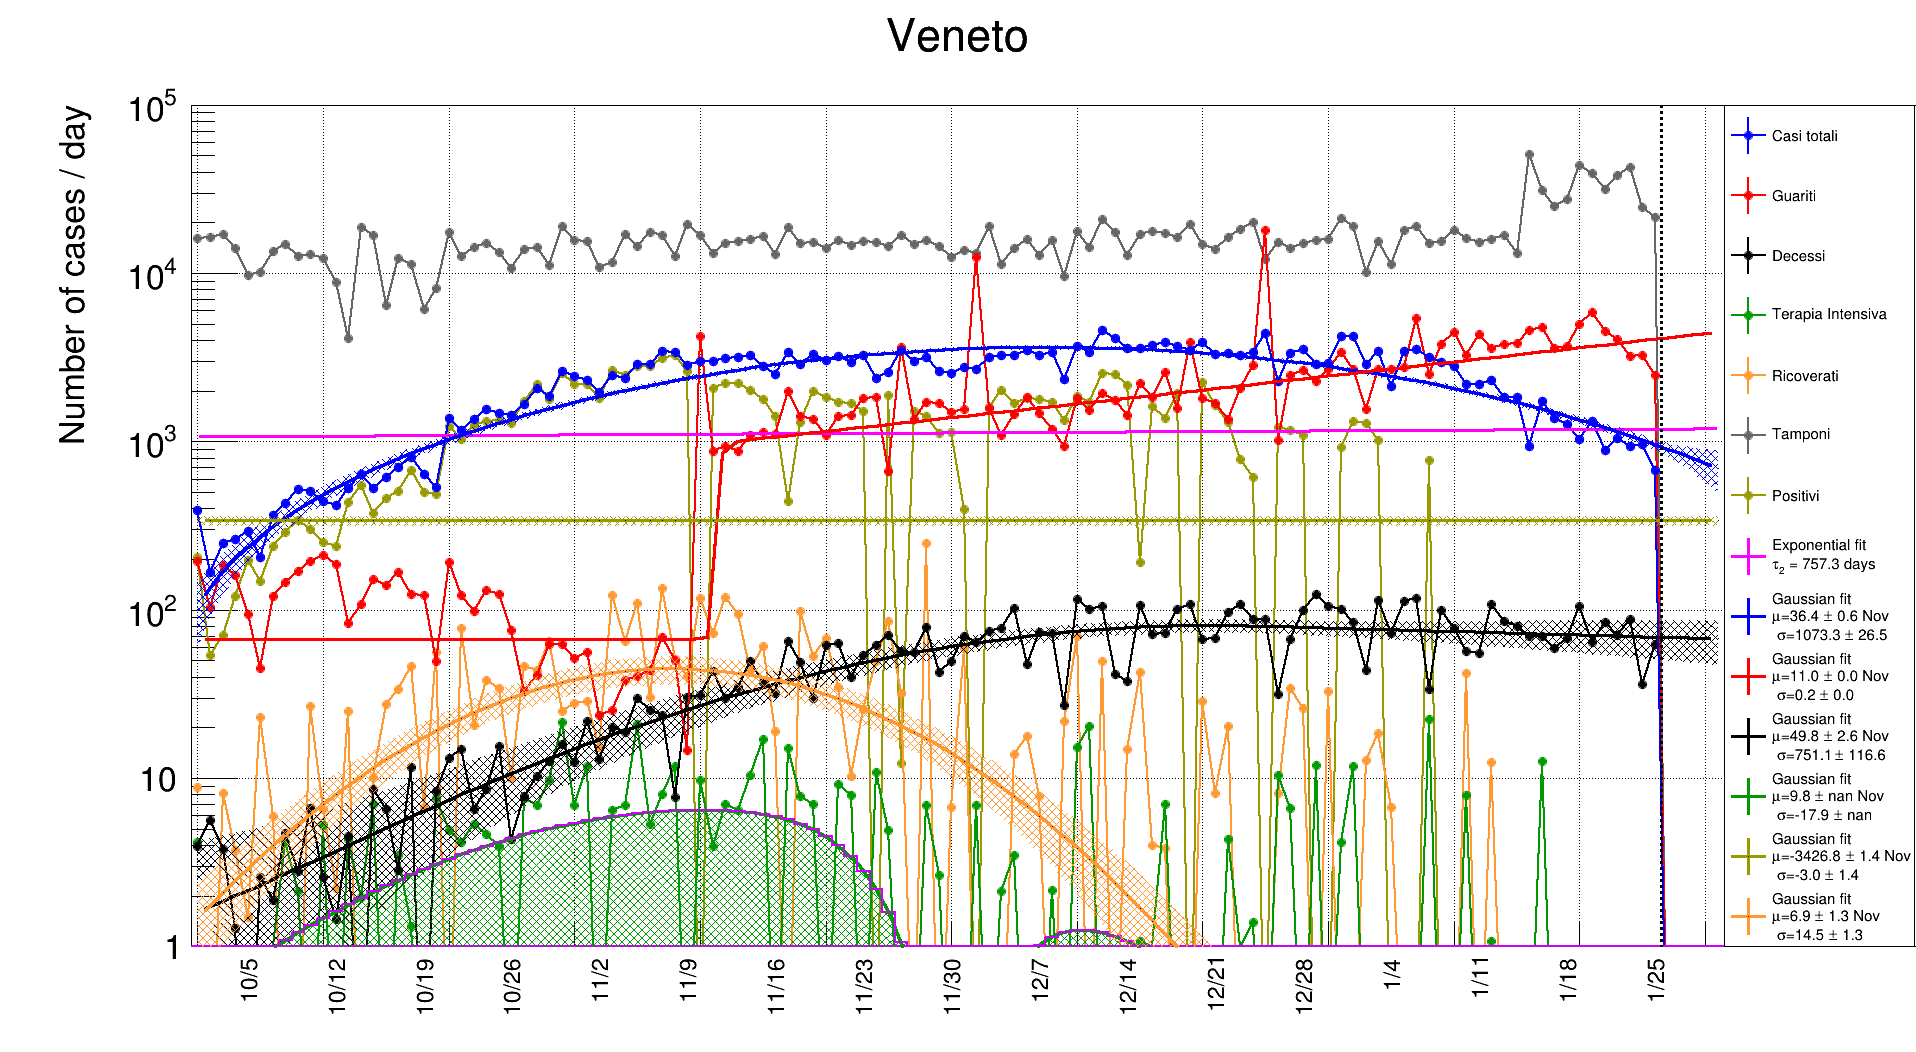 Veneto
Number of cases / day
10^5
10^4
10^3
10^2
10
1
10/5
10/12
10/19
10/26
11/2
11/9
11/16
11/23
11/30
12/7
12/14
12/21
12/28
1/4
1/11
1/18
1/25
Casi totali
Guariti
Decessi
Terapia Intensiva
Ricoverati
Tamponi
Positivi
Exponential fit
τ₂ = 757.3 days
Gaussian fit
μ=36.4 ± 0.6 Nov
σ=1073.3 ± 26.5
Gaussian fit
μ=11.0 ± 0.0 Nov
σ=0.2 ± 0.0
Gaussian fit
μ=49.8 ± 2.6 Nov
σ=751.1 ± 116.6
Gaussian fit
μ=9.8 ± nan Nov
σ=-17.9 ± nan
Gaussian fit
μ=-3426.8 ± 1.4 Nov
σ=-3.0 ± 1.4
Gaussian fit
μ=6.9 ± 1.3 Nov
σ=14.5 ± 1.3